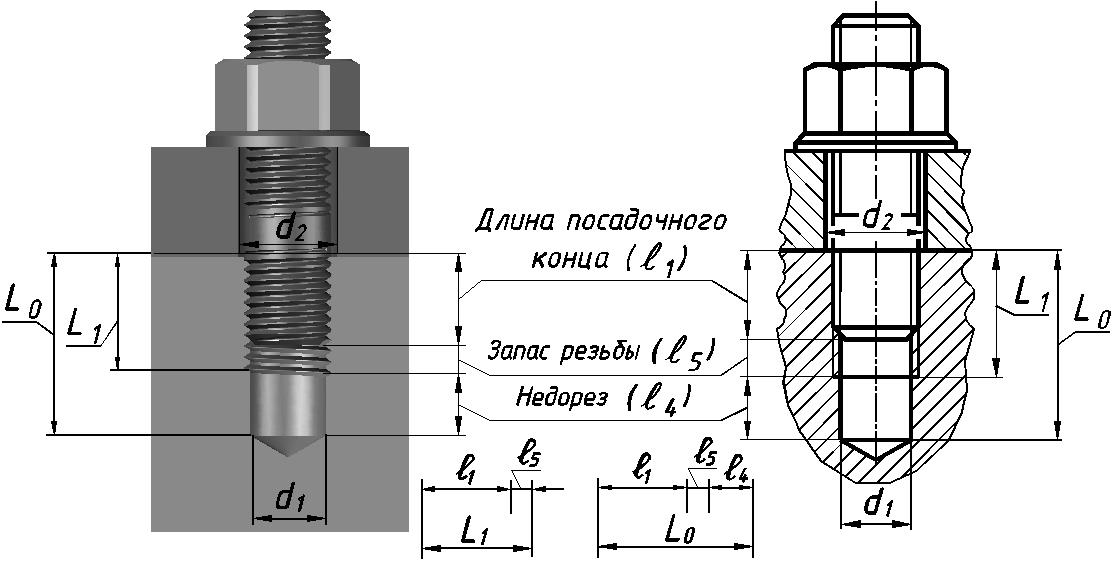 d2
Длина посадочного
конца (ℓ1)
d2
L0
L1
Запас резьбы (ℓ5)
Недорез (ℓ4)
L1
L0
d1
ℓ1
ℓ5
L1
ℓ1
ℓ5
ℓ4
L0
d1